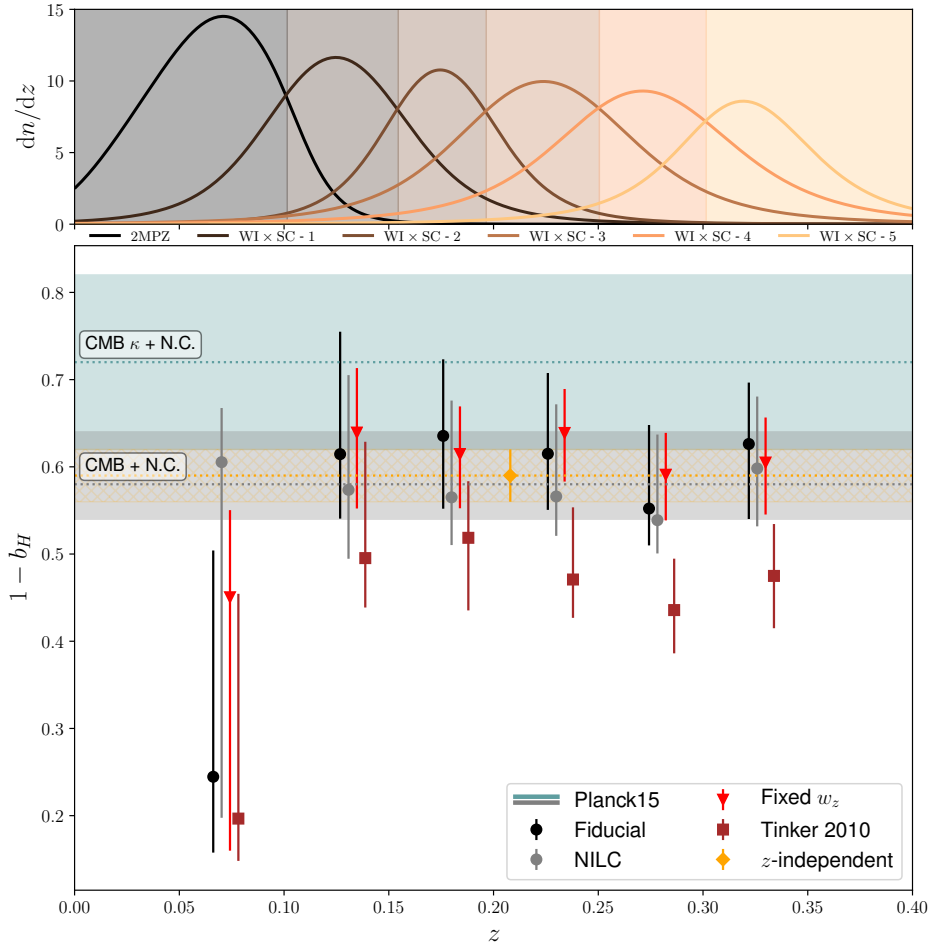 15
10
5
0
dn/dz
2MPZ WI × SC - 1 WI × SC - 2 WI × SC - 3 WI × SC - 4 WI × SC - 5
0.8
0.7
0.6
0.5
0.4
0.3
0.2
1 − b_H
CMB κ + N.C.
CMB + N.C.
Planck15
Fiducial
NILC
Fixed w_z
Tinker 2010
z-independent
0.00 0.05 0.10 0.15 0.20 0.25 0.30 0.35 0.40
z